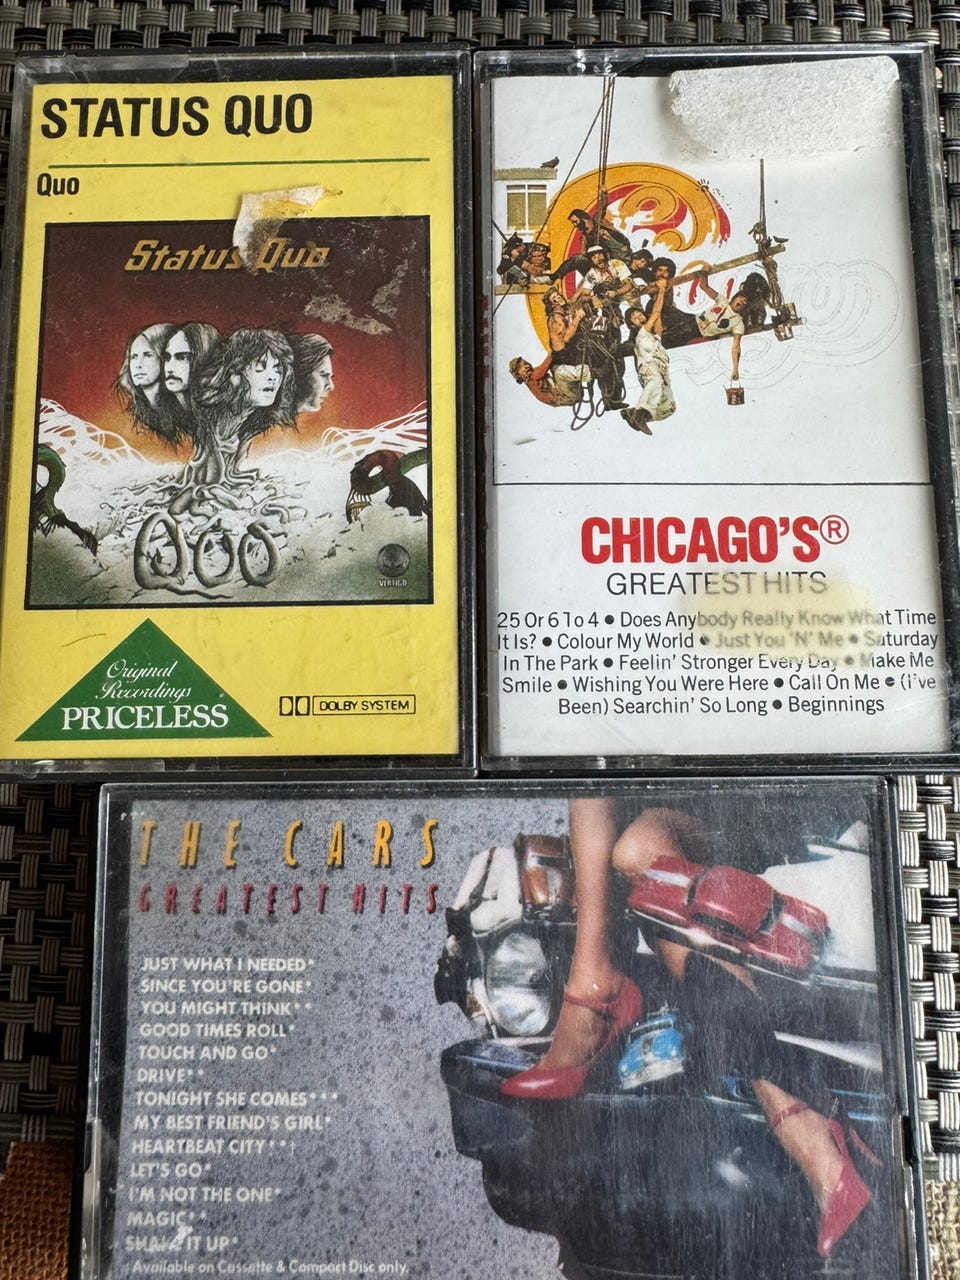 STATUS QUO
Quo
Status Quo
Quo
VERTIGO
Original
Recordings
PRICELESS
DOLBY SYSTEM
CHICAGO'S®
GREATEST HITS
25 Or 6 To 4 ● Does Anybody Really Know What Time
It Is? ● Colour My World ● Just You 'N' Me ● Saturday
In The Park ● Feelin' Stronger Every Day ● Make Me
Smile ● Wishing You Were Here ● Call On Me ● (I've
Been) Searchin' So Long ● Beginnings
THE CARS
GREATEST HITS
JUST WHAT I NEEDED*
SINCE YOU'RE GONE*
YOU MIGHT THINK**
GOOD TIMES ROLL*
TOUCH AND GO*
DRIVE**
TONIGHT SHE COMES***
MY BEST FRIEND'S GIRL*
HEARTBEAT CITY**†
LET'S GO*
I'M NOT THE ONE*
MAGIC**
SHAKE IT UP*
Available on Cassette & Compact Disc only.